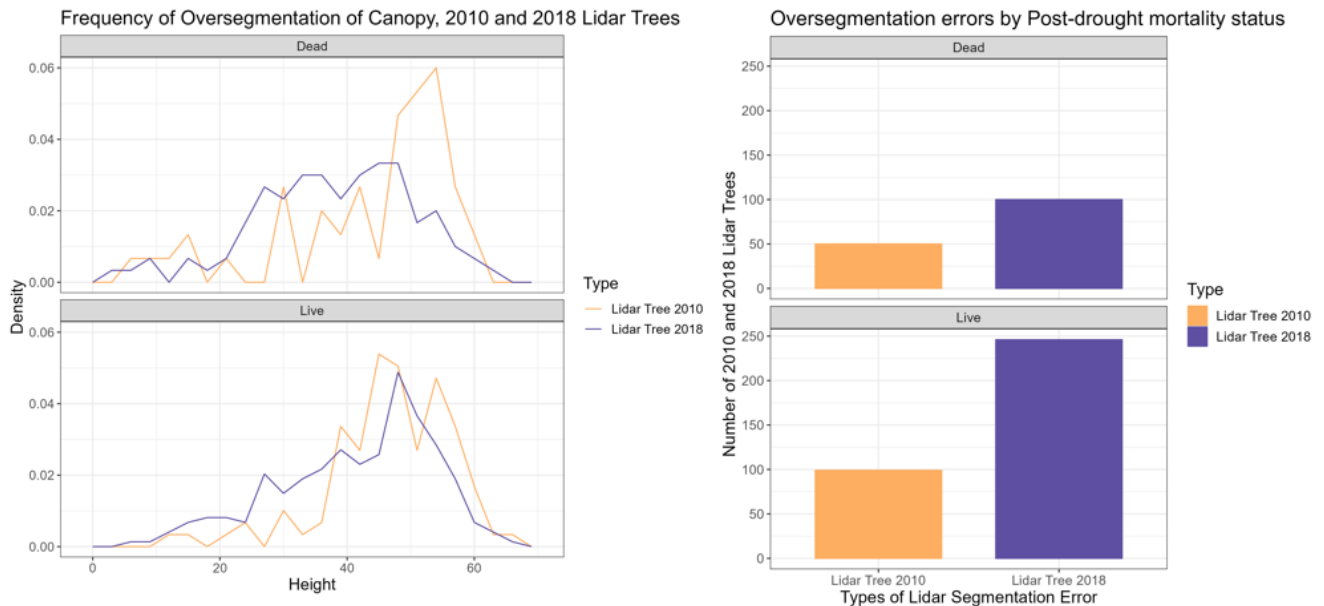 Frequency of Oversegmentation of Canopy, 2010 and 2018 Lidar Trees
Dead
0.06
0.04
0.02
0.00
Live
0.06
0.04
0.02
0.00
0
20
40
60
Density
Height
Type
Lidar Tree 2010
Lidar Tree 2018
Oversegmentation errors by Post-drought mortality status
Dead
250
200
150
100
50
0
Live
250
200
150
100
50
0
Number of 2010 and 2018 Lidar Trees
Lidar Tree 2010
Lidar Tree 2018
Types of Lidar Segmentation Error
Type
Lidar Tree 2010
Lidar Tree 2018